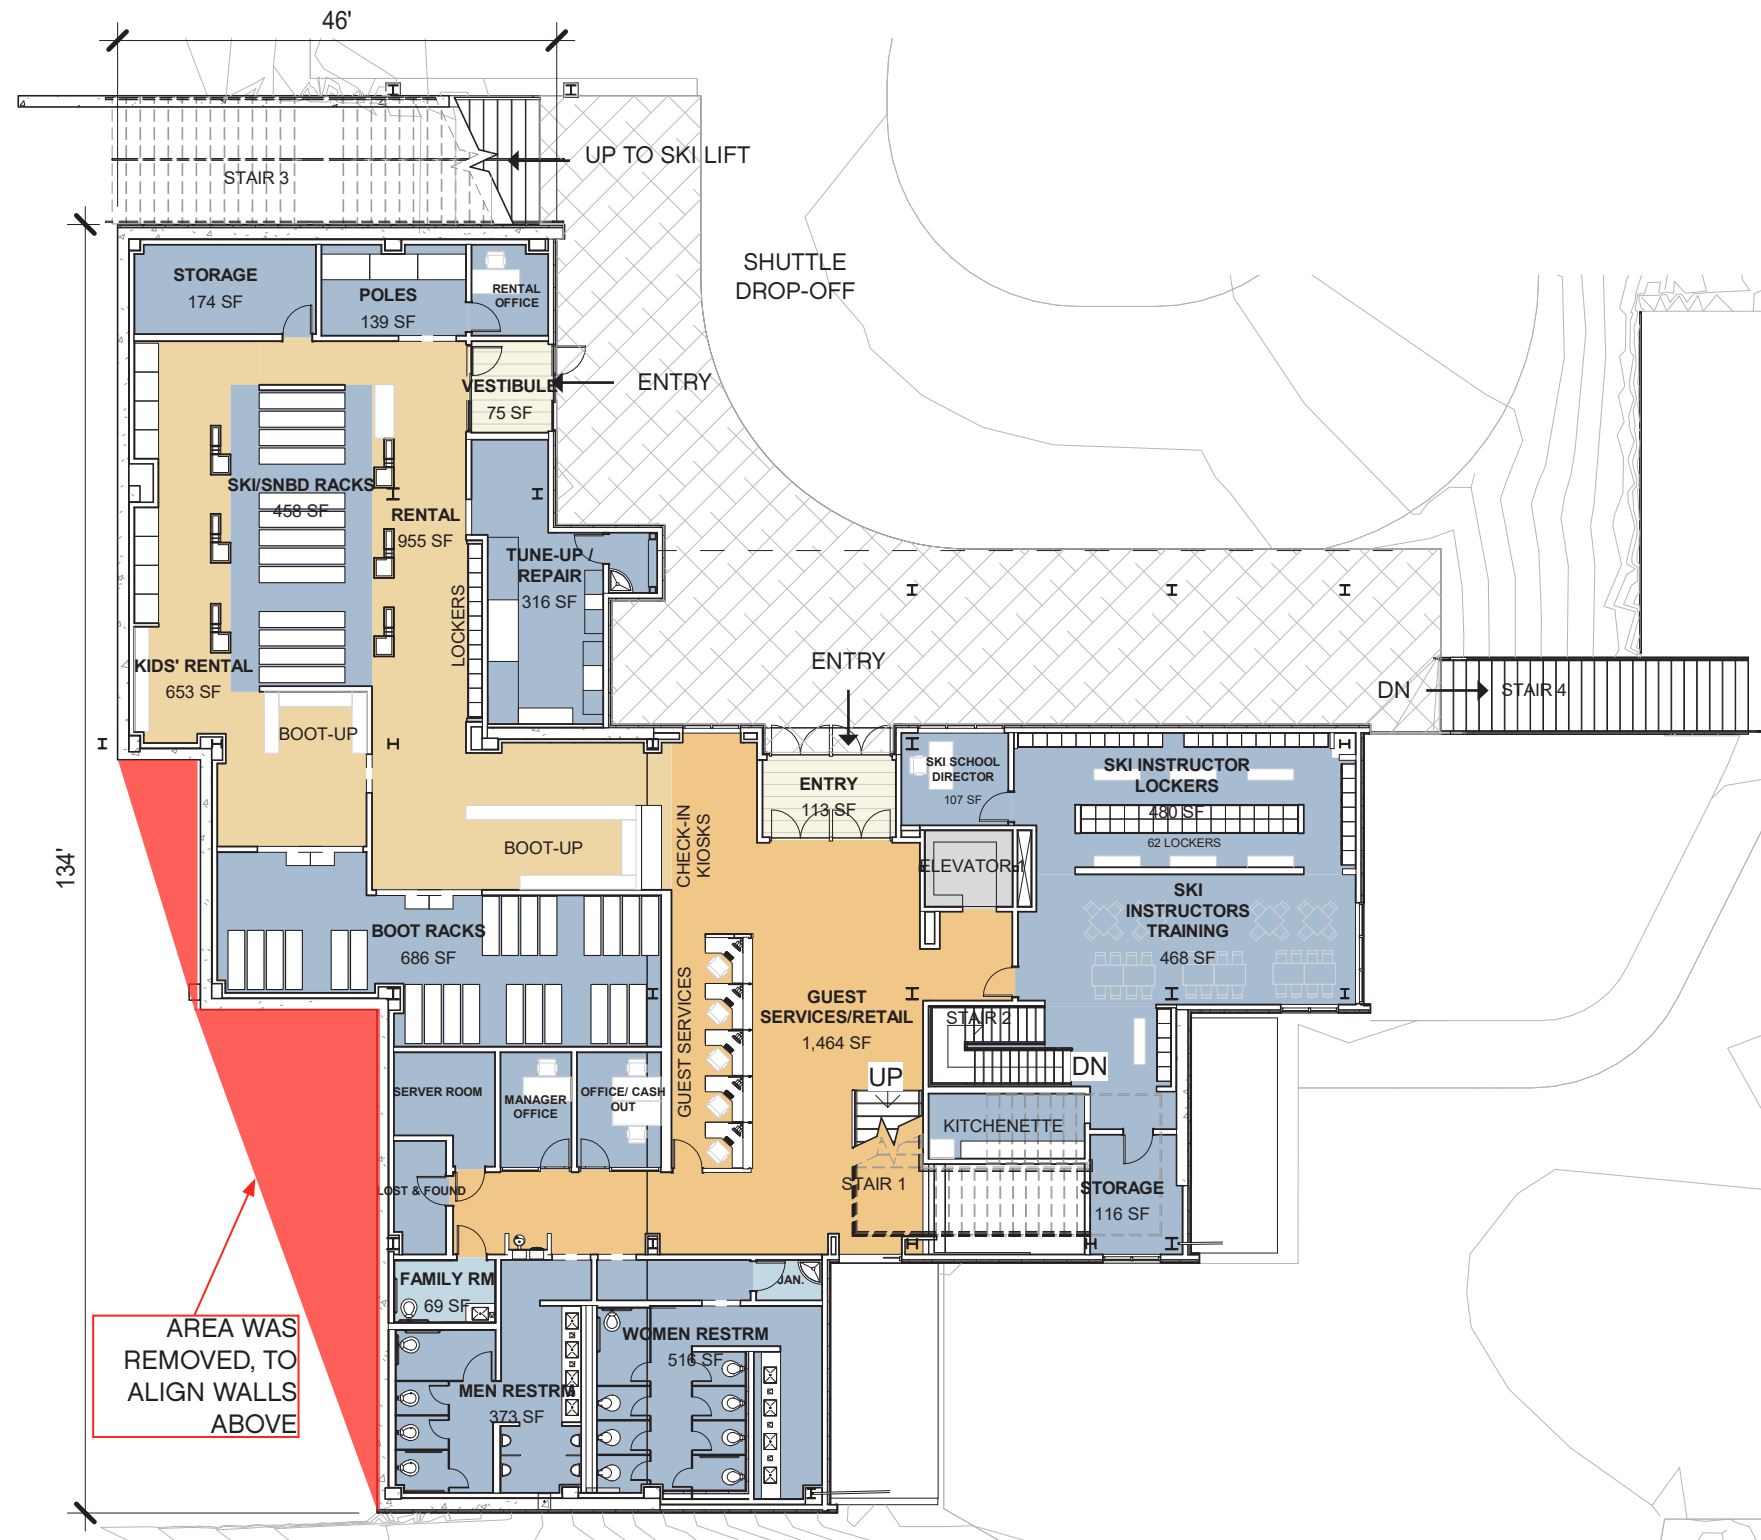 46'
UP TO SKI LIFT
STAIR 3
SHUTTLE
DROP-OFF
STORAGE
174 SF
POLES
139 SF
RENTAL
OFFICE
VESTIBULE
75 SF
ENTRY
SKI/SNBD RACKS
458 SF
RENTAL
955 SF
TUNE-UP /
REPAIR
316 SF
LOCKERS
KIDS' RENTAL
653 SF
BOOT-UP
ENTRY
DN
STAIR 4
134'
ENTRY
113 SF
SKI SCHOOL
DIRECTOR
107 SF
SKI INSTRUCTOR
LOCKERS
480 SF
62 LOCKERS
CHECK-IN
KIOSKS
BOOT-UP
ELEVATOR-1
SKI
INSTRUCTORS
TRAINING
468 SF
BOOT RACKS
686 SF
GUEST SERVICES
GUEST
SERVICES/RETAIL
1,464 SF
STAIR 2
DN
UP
SERVER ROOM
MANAGER
OFFICE
OFFICE/ CASH
OUT
KITCHENETTE
LOST & FOUND
STAIR 1
STORAGE
116 SF
FAMILY RM
69 SF
JAN.
WOMEN RESTRM
516 SF
MEN RESTRM
373 SF
AREA WAS
REMOVED, TO
ALIGN WALLS
ABOVE